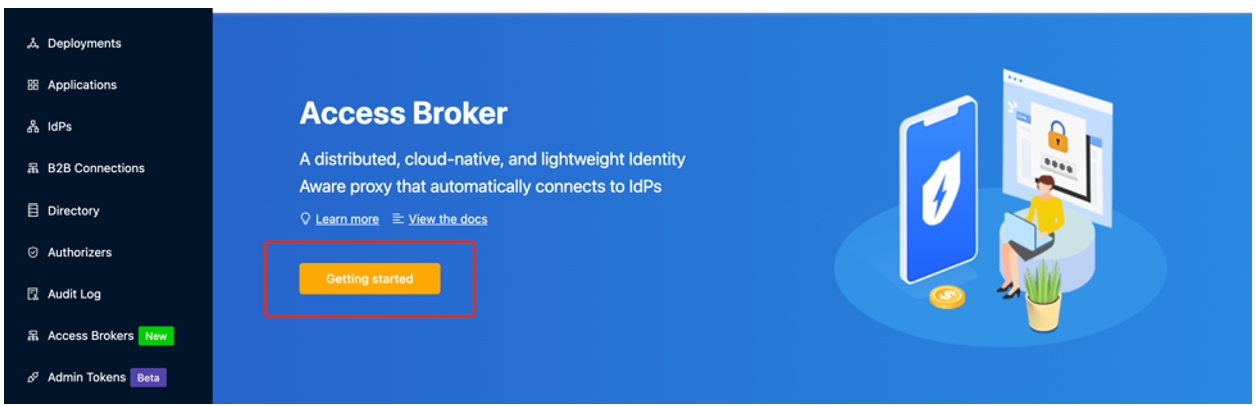 Deployments
Applications
IdPs
B2B Connections
Directory
Authorizers
Audit Log
Access Brokers New
Admin Tokens Beta
Access Broker
A distributed, cloud-native, and lightweight Identity
Aware proxy that automatically connects to IdPs
Learn more View the docs
Getting started